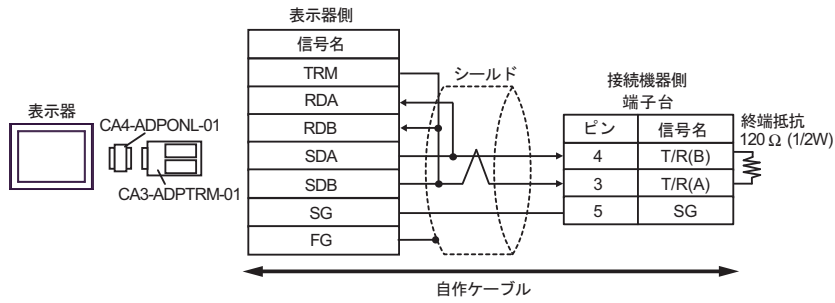 表示器
CA4-ADPONL-01
CA3-ADPTRM-01
表示器側
信号名
TRM
RDA
RDB
SDA
SDB
SG
FG
シールド
接続機器側
端子台
ピン 信号名
4 T/R(B)
3 T/R(A)
5 SG
終端抵抗
120 Ω (1/2W)
自作ケーブル